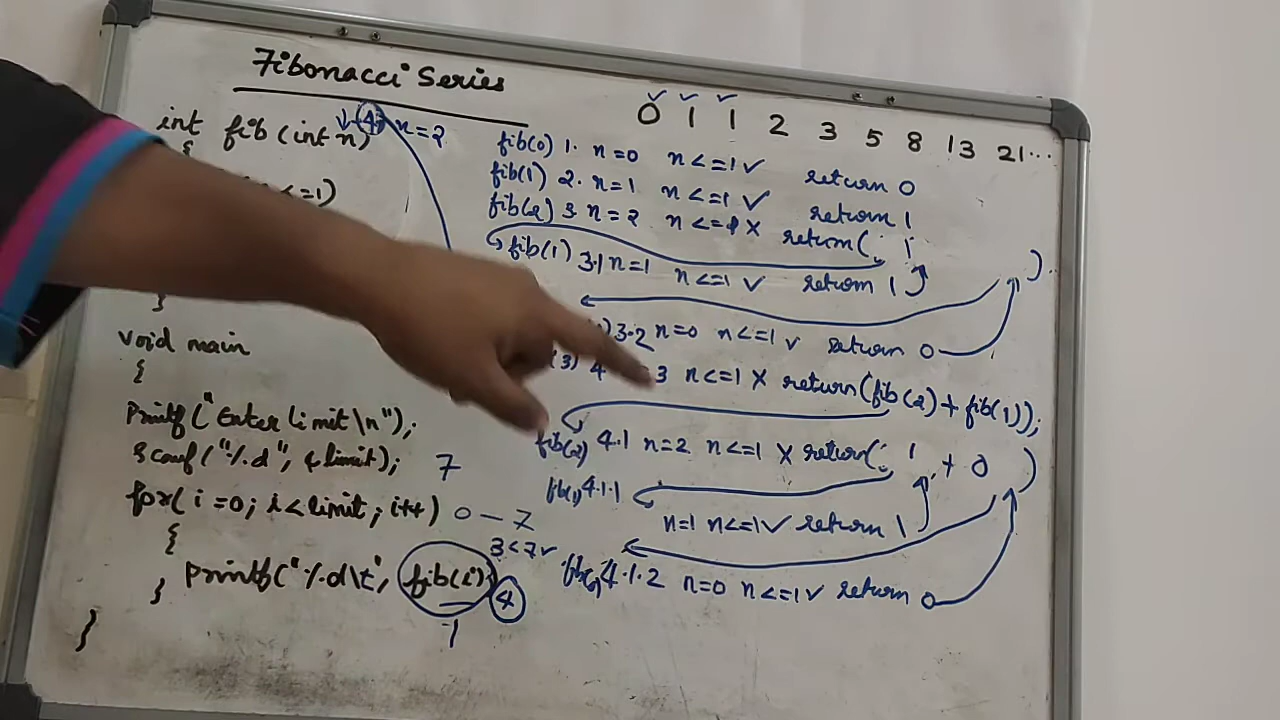 Fibonacci Series
0 1 1 2 3 5 8 13 21...
int fib(int n) 4 n=2
{
<=1)
}
void main
{
Printf("Enter limit\n");
Scanf("%d", &limit); 7
for(i=0; i<limit; i++) 0-7
{ 3<7✓
printf("%d\t", fib(i); 4
}
}
1
fib(0) 1. n=0 n<=1✓ return 0
fib(1) 2. n=1 n<=1✓ return 1
fib(2) 3 n=2 n<=1 X return( 1 ).
fib(1) 3.1 n=1 n<=1 ✓ return 1
3.2 n=0 n<=1 ✓ return 0
(3) 4 3 n<=1 X return(fib(2)+fib(1));
fib(2) 4.1 n=2 n<=1 X return( 1 + 0 )
fib(1) 4.1.1
n=1 n<=1✓ return 1
4.1.2 n=0 n<=1✓ return 0